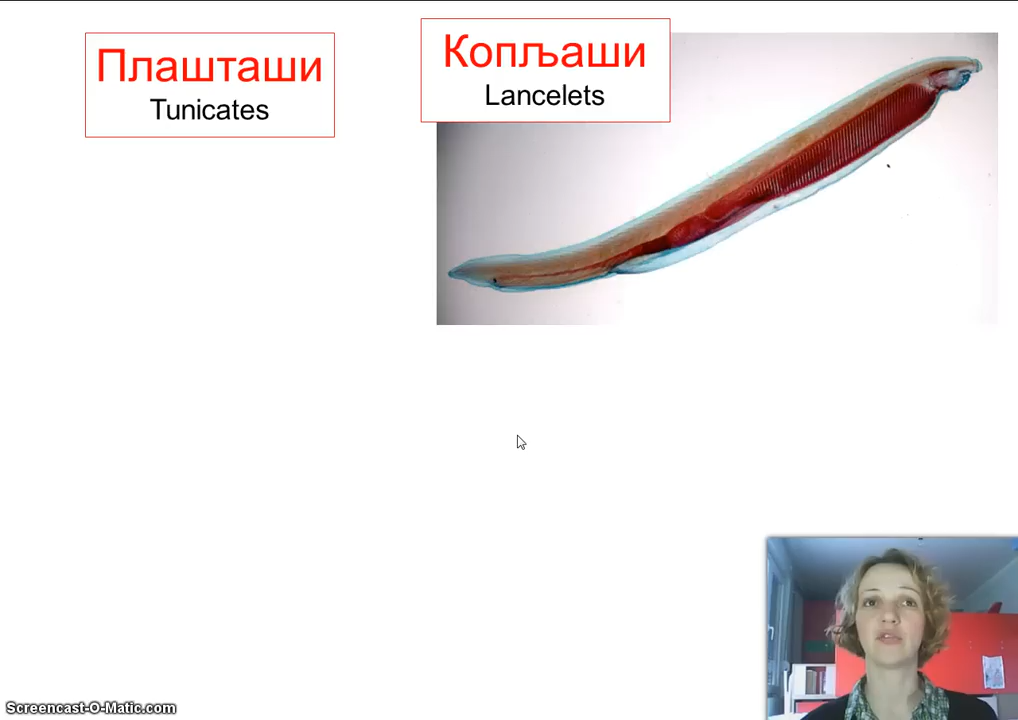 Плашташи
Tunicates
Копљаши
Lancelets
Screencast-O-Matic.com